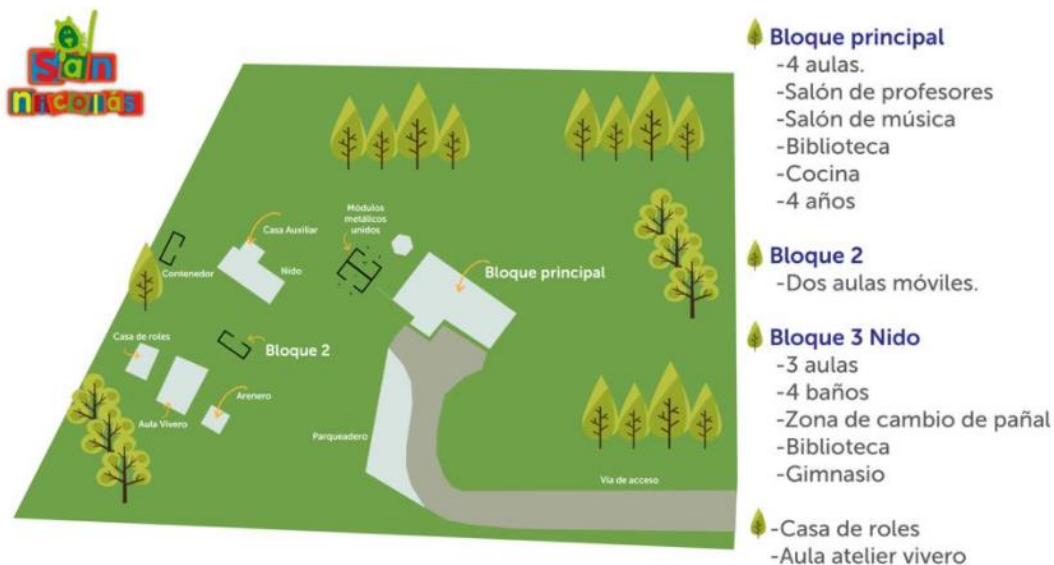 San
nicolás
Módulos
metálicos
unidos
Casa Auxiliar
Contenedor
Nido
Bloque principal
Casa de roles
Bloque 2
Arenero
Aula Vivero
Parqueadero
Vía de acceso
Bloque principal
-4 aulas.
-Salón de profesores
-Salón de música
-Biblioteca
-Cocina
-4 años
Bloque 2
-Dos aulas móviles.
Bloque 3 Nido
-3 aulas
-4 baños
-Zona de cambio de pañal
-Biblioteca
-Gimnasio
-Casa de roles
-Aula atelier vivero